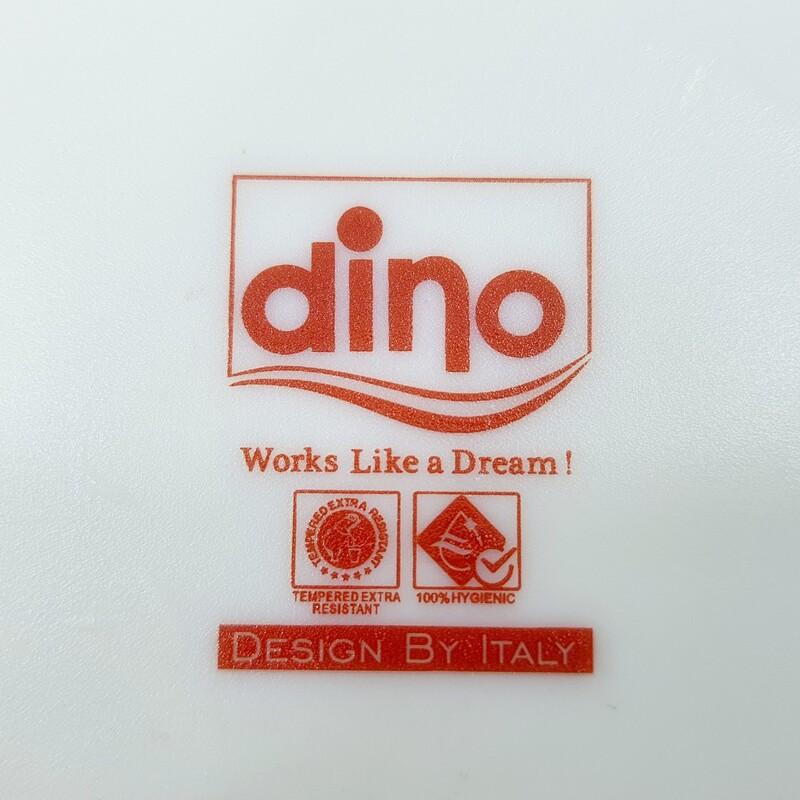 dino
Works Like a Dream !
TEMPERED EXTRA RESISTANT
TEMPERED EXTRA
RESISTANT
100% HYGIENIC
DESIGN BY ITALY